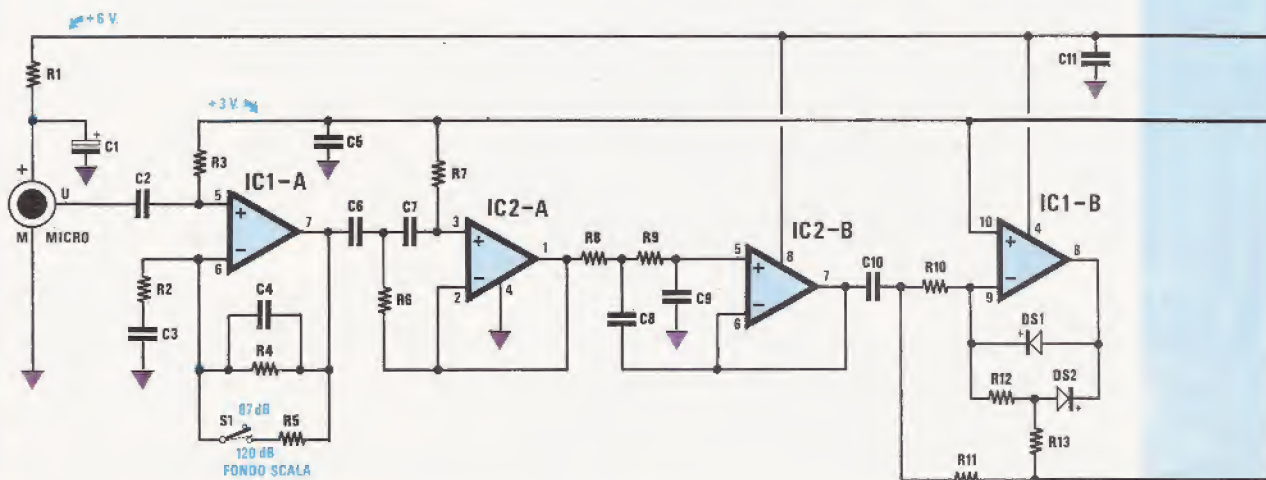 +6 V.
R1
C11
+3 V.
C1
C2
R3
C5
R7
IC1-A
IC2-A
IC2-B
IC1-B
+
U
M
MICRO
5
+
-
6
7
C6
C7
3
+
-
2
1
4
R8
R9
5
+
-
6
8
7
C10
R10
10
+
-
9
4
8
R2
C3
C4
R4
R6
C8
C9
DS1
+
R12
DS2
+
R13
S1
87 dB
R5
120 dB
FONDO SCALA
R11